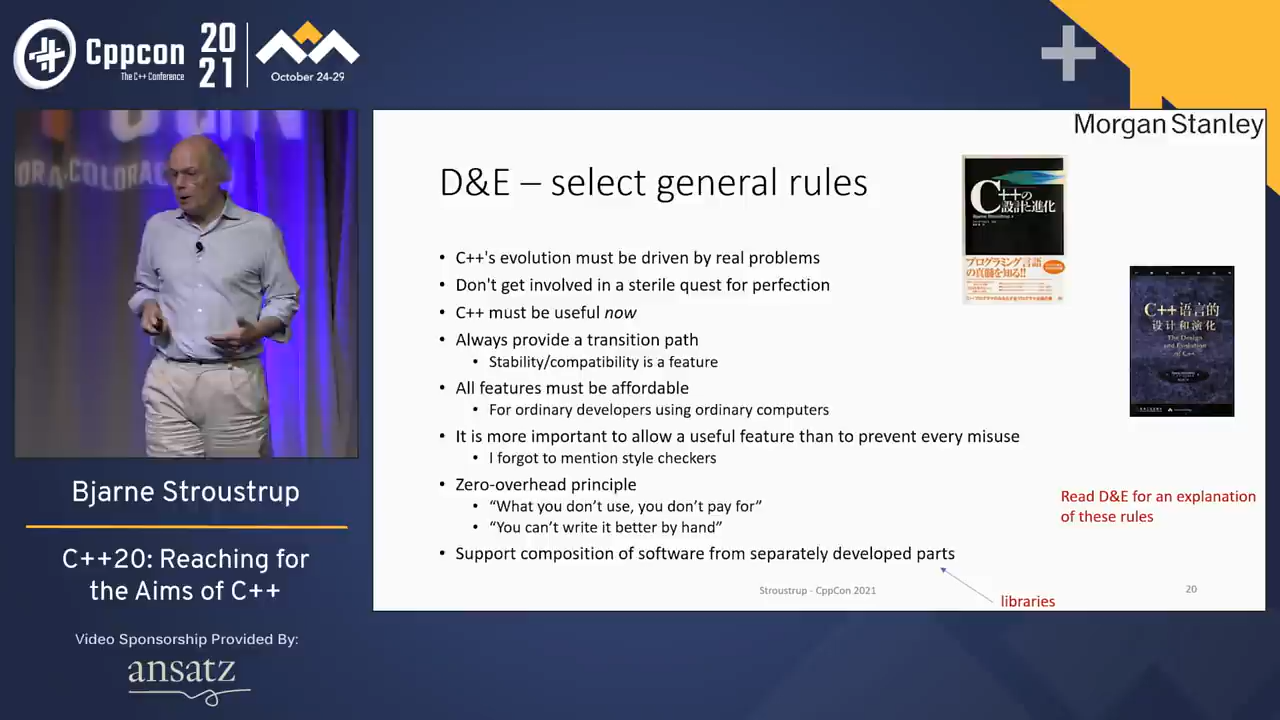 Cppcon
The C++ Conference
20
21
October 24-29
Morgan Stanley
D&E – select general rules
• C++'s evolution must be driven by real problems
• Don't get involved in a sterile quest for perfection
• C++ must be useful now
• Always provide a transition path
• Stability/compatibility is a feature
• All features must be affordable
• For ordinary developers using ordinary computers
• It is more important to allow a useful feature than to prevent every misuse
• I forgot to mention style checkers
• Zero-overhead principle
• “What you don’t use, you don’t pay for”
• “You can’t write it better by hand”
• Support composition of software from separately developed parts
C++の
設計と進化
プログラミング言語
の真髄を知る!!
C++语言的
设计和演化
The Design
and Evolution
of C++
Read D&E for an explanation
of these rules
libraries
Stroustrup - CppCon 2021
20
Bjarne Stroustrup
C++20: Reaching for
the Aims of C++
Video Sponsorship Provided By:
ansatz